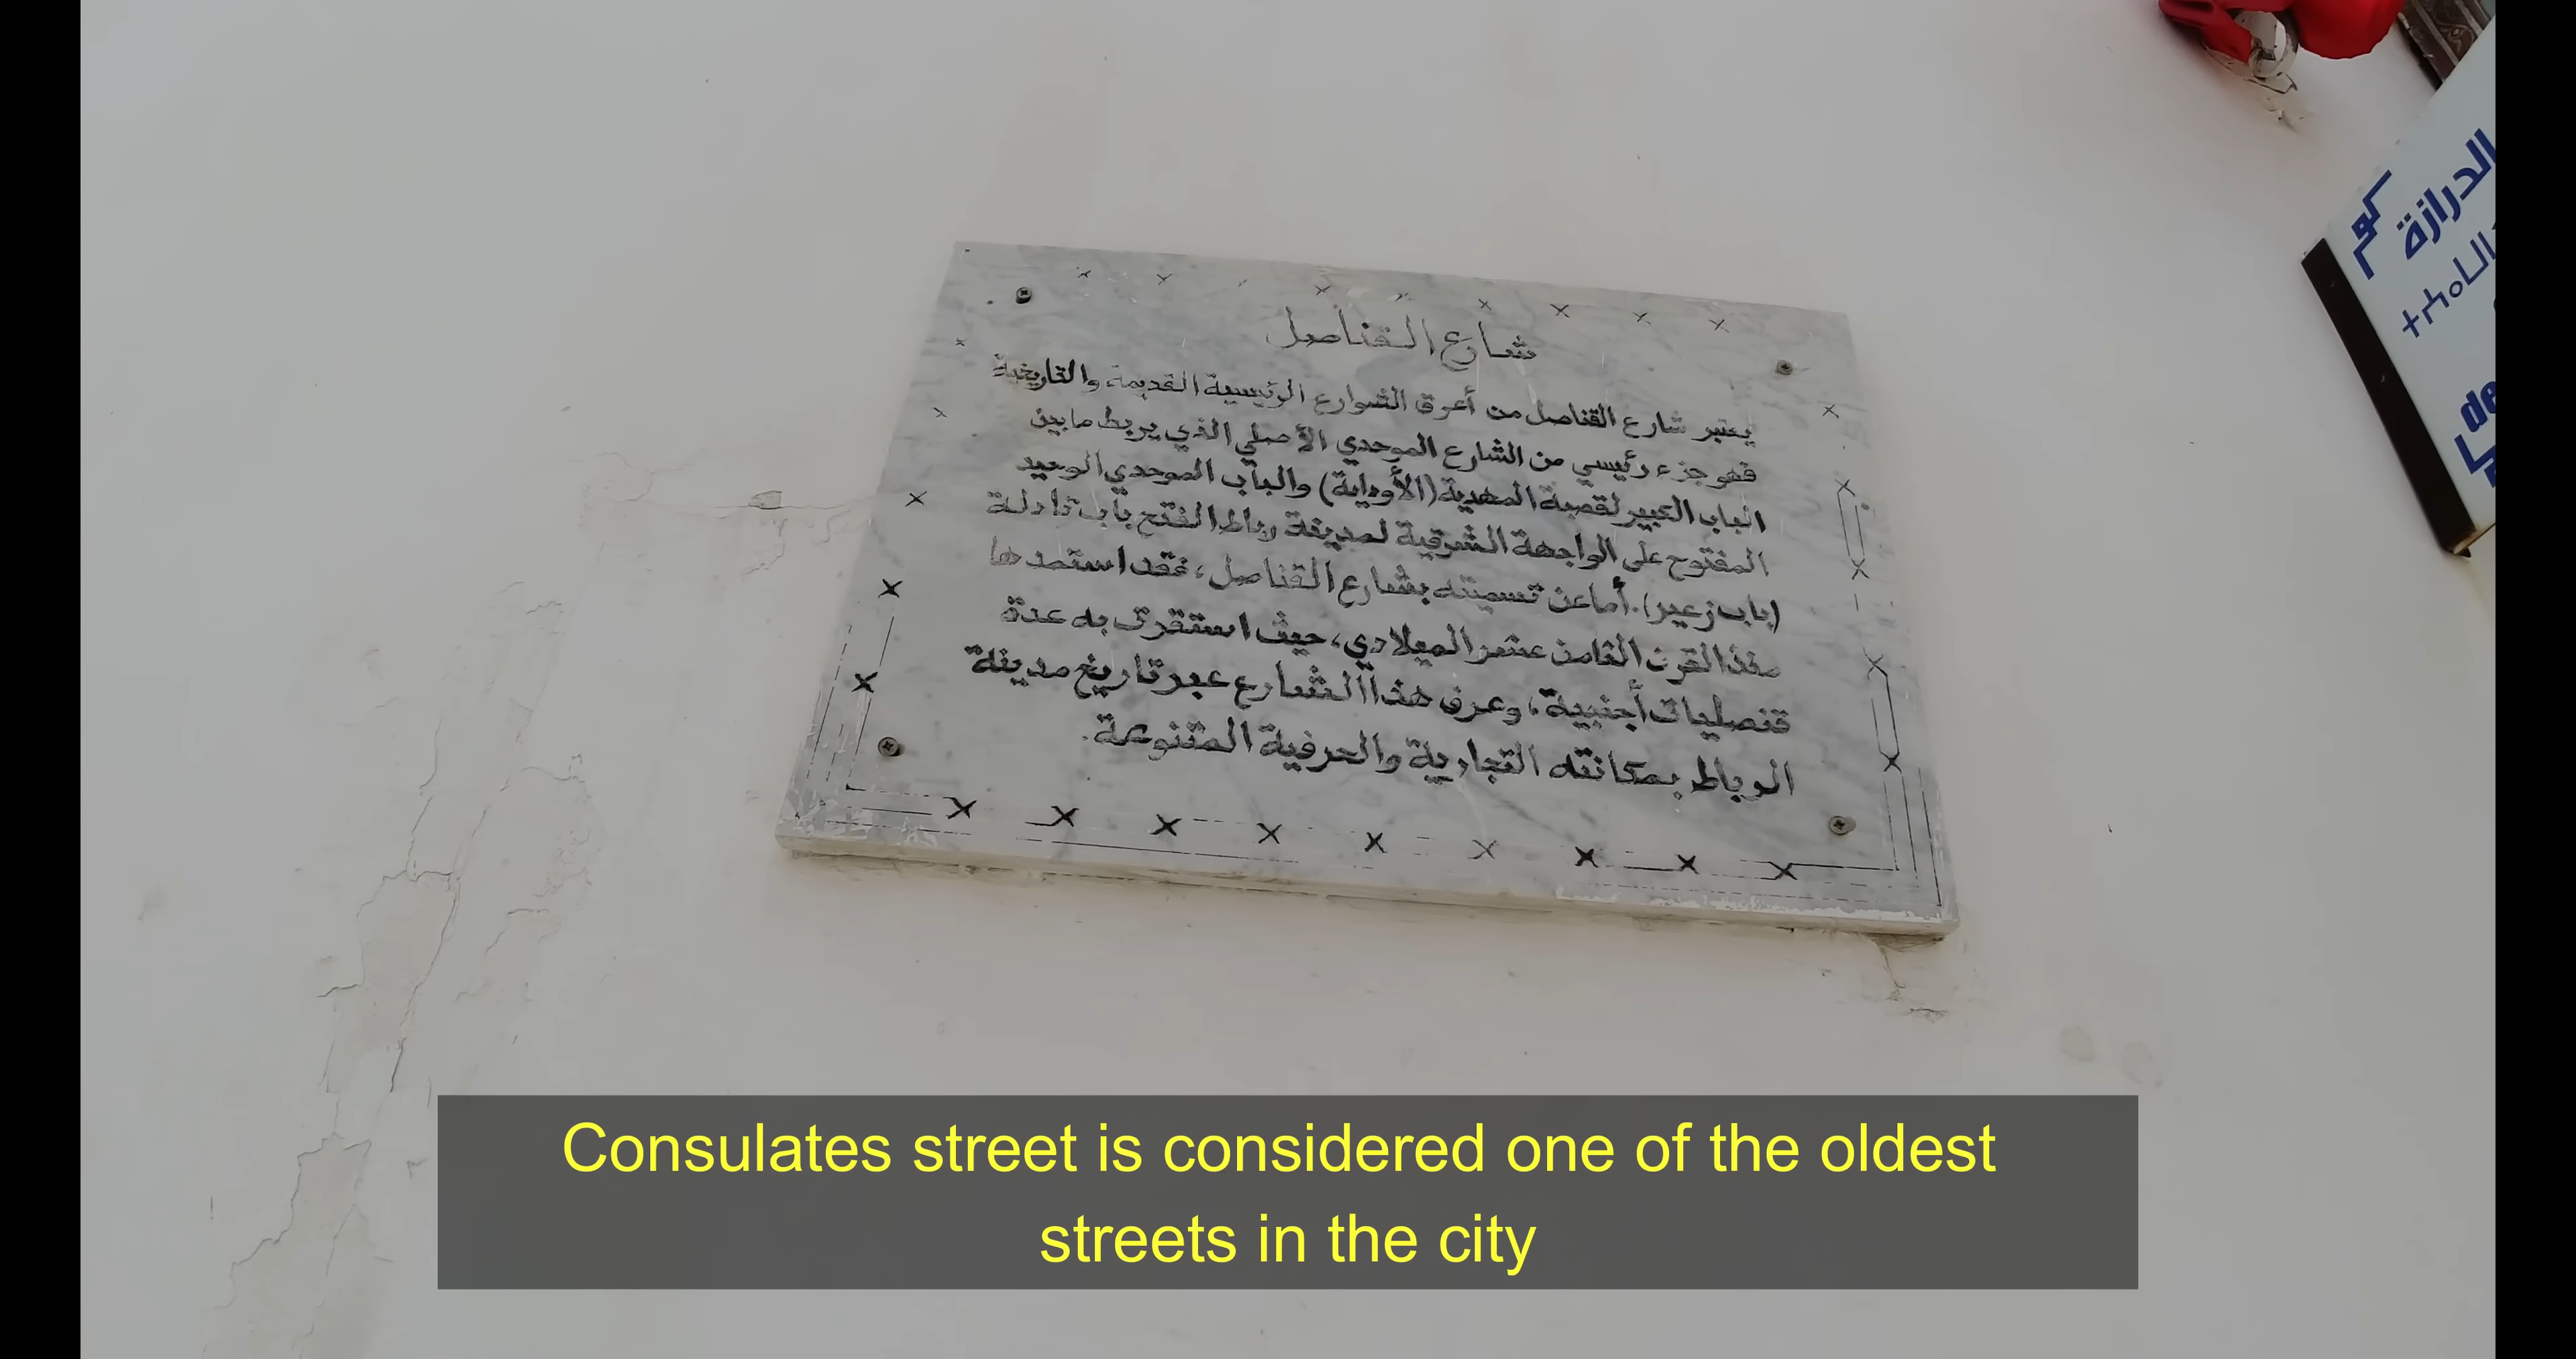 شارع القناصل
يعتبر شارع القناصل من أعرق الشوارع الرئيسية القديمة والتاريخية
فهو جزء رئيسي من الشارع الموحدي الأصلي الذي يربط ما بين
الباب الكبير لقصبة المهدية (الأوداية) والباب الموحدي الوحيد
المفتوح على الواجهة الشرقية لمدينة رباط الفتح باب تادلة
(باب زعير). أما عن تسميته بشارع القناصل، فقد استمدها
منذ القرن الثامن عشر الميلادي، حيث استقرت به عدة
قنصليات أجنبية، وعرف هذا الشارع عبر تاريخ مدينة
الرباط بمكانته التجارية والحرفية المتنوعة.
الدرازة
Consulates street is considered one of the oldest
streets in the city